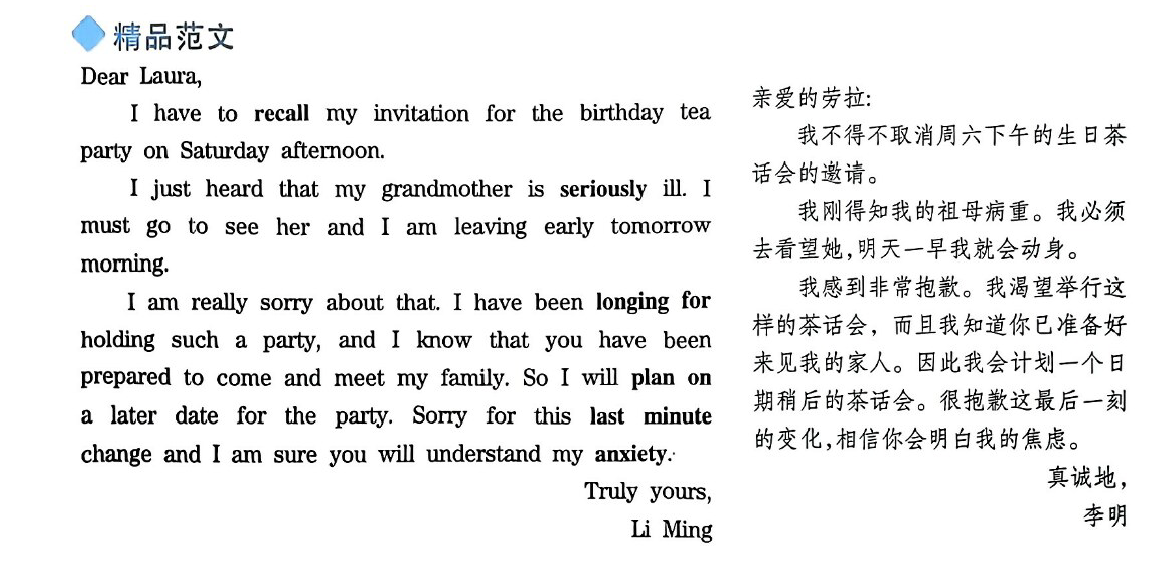 精品范文
Dear Laura,
I have to recall my invitation for the birthday tea
party on Saturday afternoon.
I just heard that my grandmother is seriously ill. I
must go to see her and I am leaving early tomorrow
morning.
I am really sorry about that. I have been longing for
holding such a party, and I know that you have been
prepared to come and meet my family. So I will plan on
a later date for the party. Sorry for this last minute
change and I am sure you will understand my anxiety.
Truly yours,
Li Ming
亲爱的劳拉:
我不得不取消周六下午的生日茶
话会的邀请。
我刚得知我的祖母病重。我必须
去看望她,明天一早我就会动身。
我感到非常抱歉。我渴望举行这
样的茶话会，而且我知道你已准备好
来见我的家人。因此我会计划一个日
期稍后的茶话会。很抱歉这最后一刻
的变化,相信你会明白我的焦虑。
真诚地，
李明